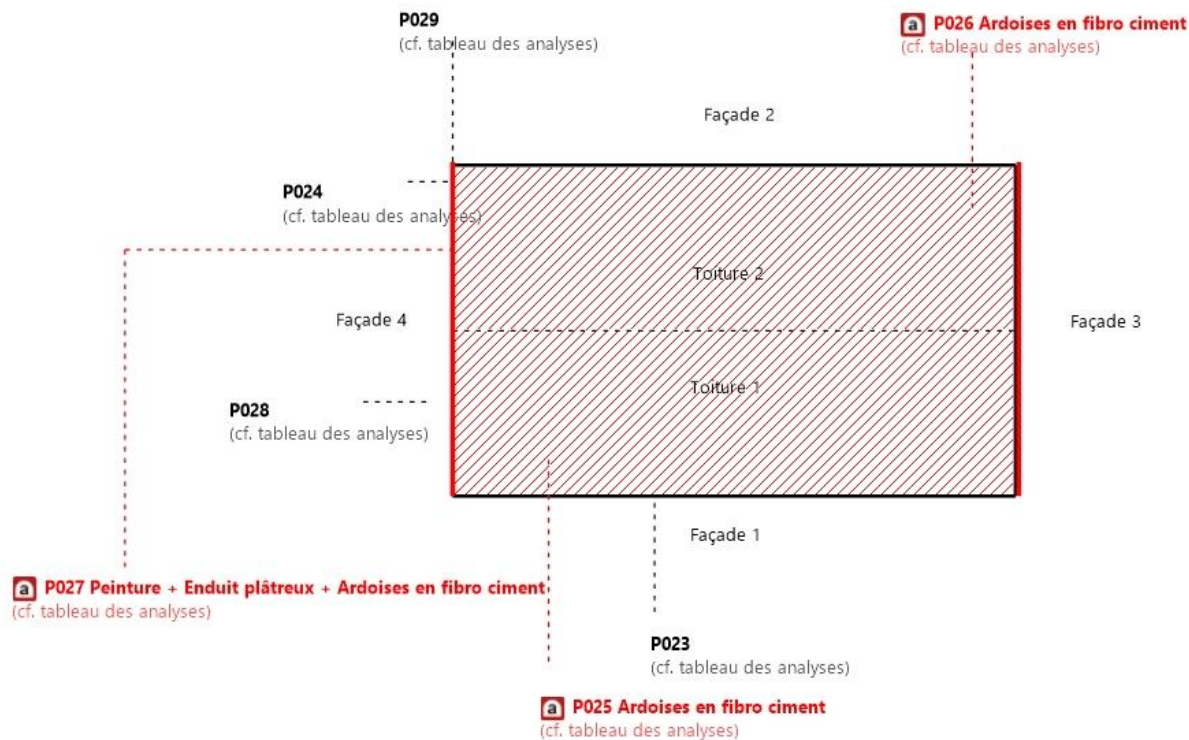 P029
(cf. tableau des analyses)
a P026 Ardoises en fibro ciment
(cf. tableau des analyses)
Façade 2
P024
(cf. tableau des analyses)
Toiture 2
Façade 4
Façade 3
Toiture 1
P028
(cf. tableau des analyses)
Façade 1
a P027 Peinture + Enduit plâtreux + Ardoises en fibro ciment
(cf. tableau des analyses)
P023
(cf. tableau des analyses)
a P025 Ardoises en fibro ciment
(cf. tableau des analyses)